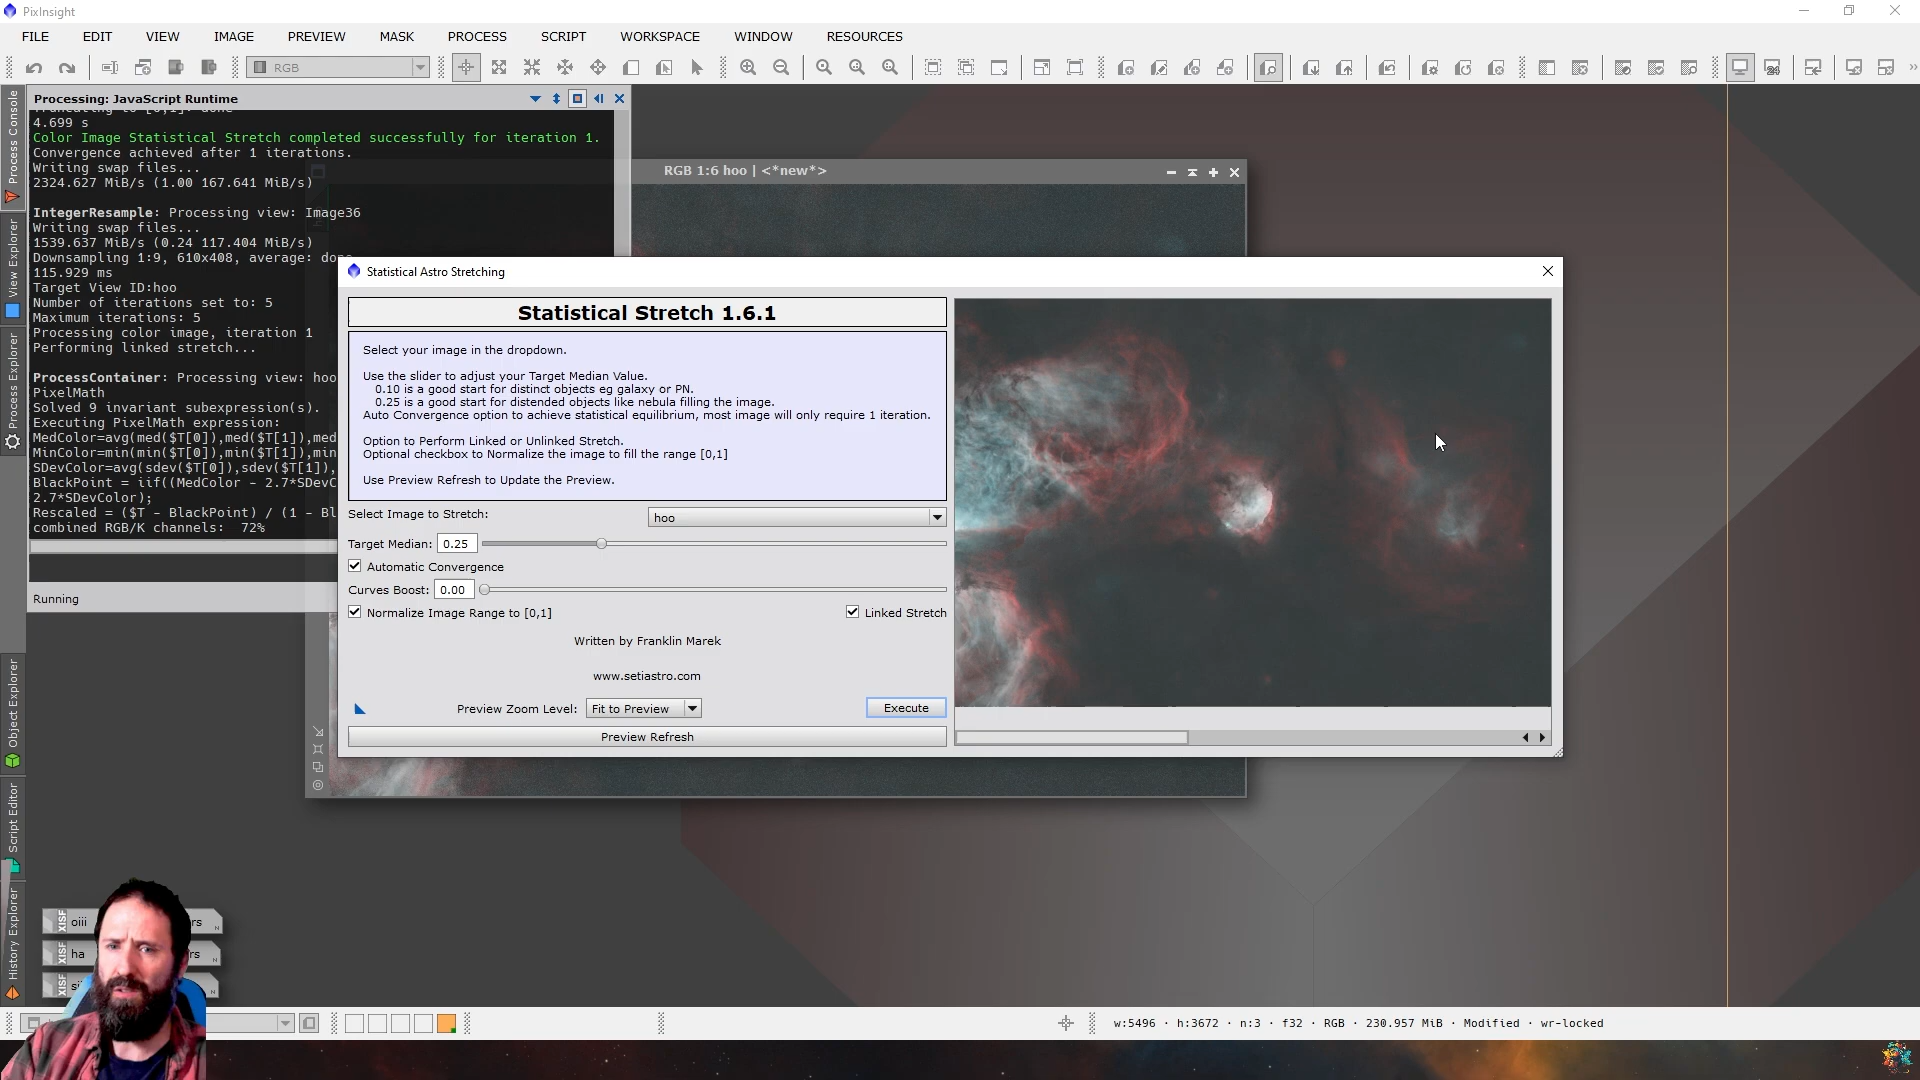 PixInsight
FILE EDIT VIEW IMAGE PREVIEW MASK PROCESS SCRIPT WORKSPACE WINDOW RESOURCES
RGB
Process Console
View Explorer
Process Explorer
Object Explorer
Script Editor
History Explorer
Processing: JavaScript Runtime
Truncating to [0,1]: done
4.699 s
Color Image Statistical Stretch completed successfully for iteration 1.
Convergence achieved after 1 iterations.
Writing swap files...
2324.627 MiB/s (1.00 167.641 MiB/s)
IntegerResample: Processing view: Image36
Writing swap files...
1539.637 MiB/s (0.24 117.404 MiB/s)
Downsampling 1:9, 610x408, average: done
115.929 ms
Target View ID:hoo
Number of iterations set to: 5
Maximum iterations: 5
Processing color image, iteration 1
Performing linked stretch...
ProcessContainer: Processing view: hoo
PixelMath
Solved 9 invariant subexpression(s).
Executing PixelMath expression:
MedColor=avg(med($T[0]),med($T[1]),med
MinColor=min(min($T[0]),min($T[1]),min
SDevColor=avg(sdev($T[0]),sdev($T[1]),
BlackPoint = iif((MedColor - 2.7*SDevC
2.7*SDevColor);
Rescaled = ($T - BlackPoint) / (1 - Bl
combined RGB/K channels: 72%
Running
RGB 1:6 hoo | <*new*>
Statistical Astro Stretching
Statistical Stretch 1.6.1
Select your image in the dropdown.
Use the slider to adjust your Target Median Value.
0.10 is a good start for distinct objects eg galaxy or PN.
0.25 is a good start for distended objects like nebula filling the image.
Auto Convergence option to achieve statistical equilibrium, most image will only require 1 iteration.
Option to Perform Linked or Unlinked Stretch.
Optional checkbox to Normalize the image to fill the range [0,1]
Use Preview Refresh to Update the Preview.
Select Image to Stretch: hoo
Target Median: 0.25
Automatic Convergence
Curves Boost: 0.00
Normalize Image Range to [0,1] Linked Stretch
Written by Franklin Marek
www.setiastro.com
Preview Zoom Level: Fit to Preview Execute
Preview Refresh
XISF oiii rs N
XISF ha rs N
XISF si N
w:5496 · h:3672 · n:3 · f32 · RGB · 230.957 MiB · Modified · wr-locked